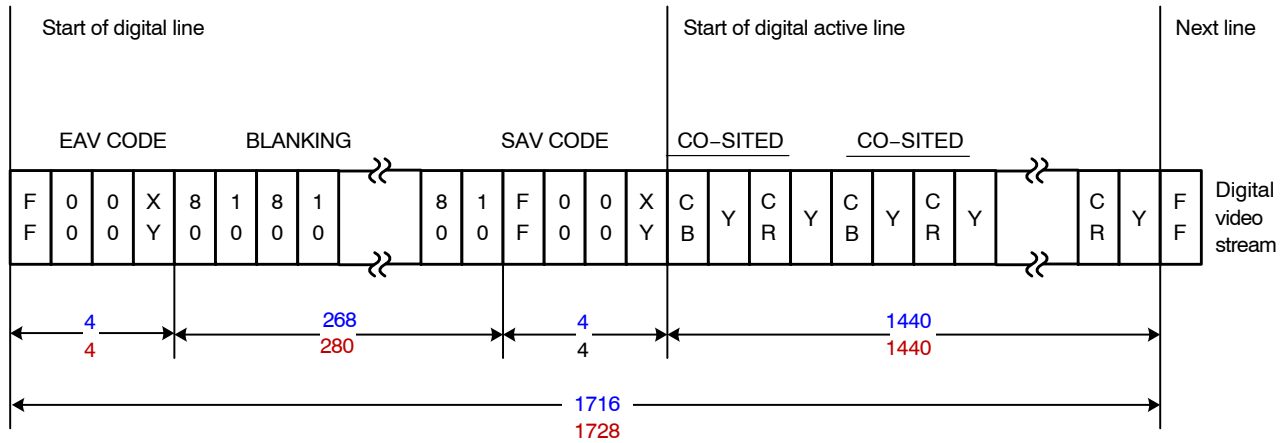 Start of digital line
Start of digital active line
Next line
EAV CODE
BLANKING
SAV CODE
CO−SITED
CO−SITED
F F
0 0
0 0
X Y
8 0
1 0
8 0
1 0
8 0
1 0
F F
0 0
0 0
X Y
C B
Y
C R
Y
C B
Y
C R
Y
C R
Y
F F
Digital
video
stream
4
268
4
1440
4
280
4
1440
1716
1728